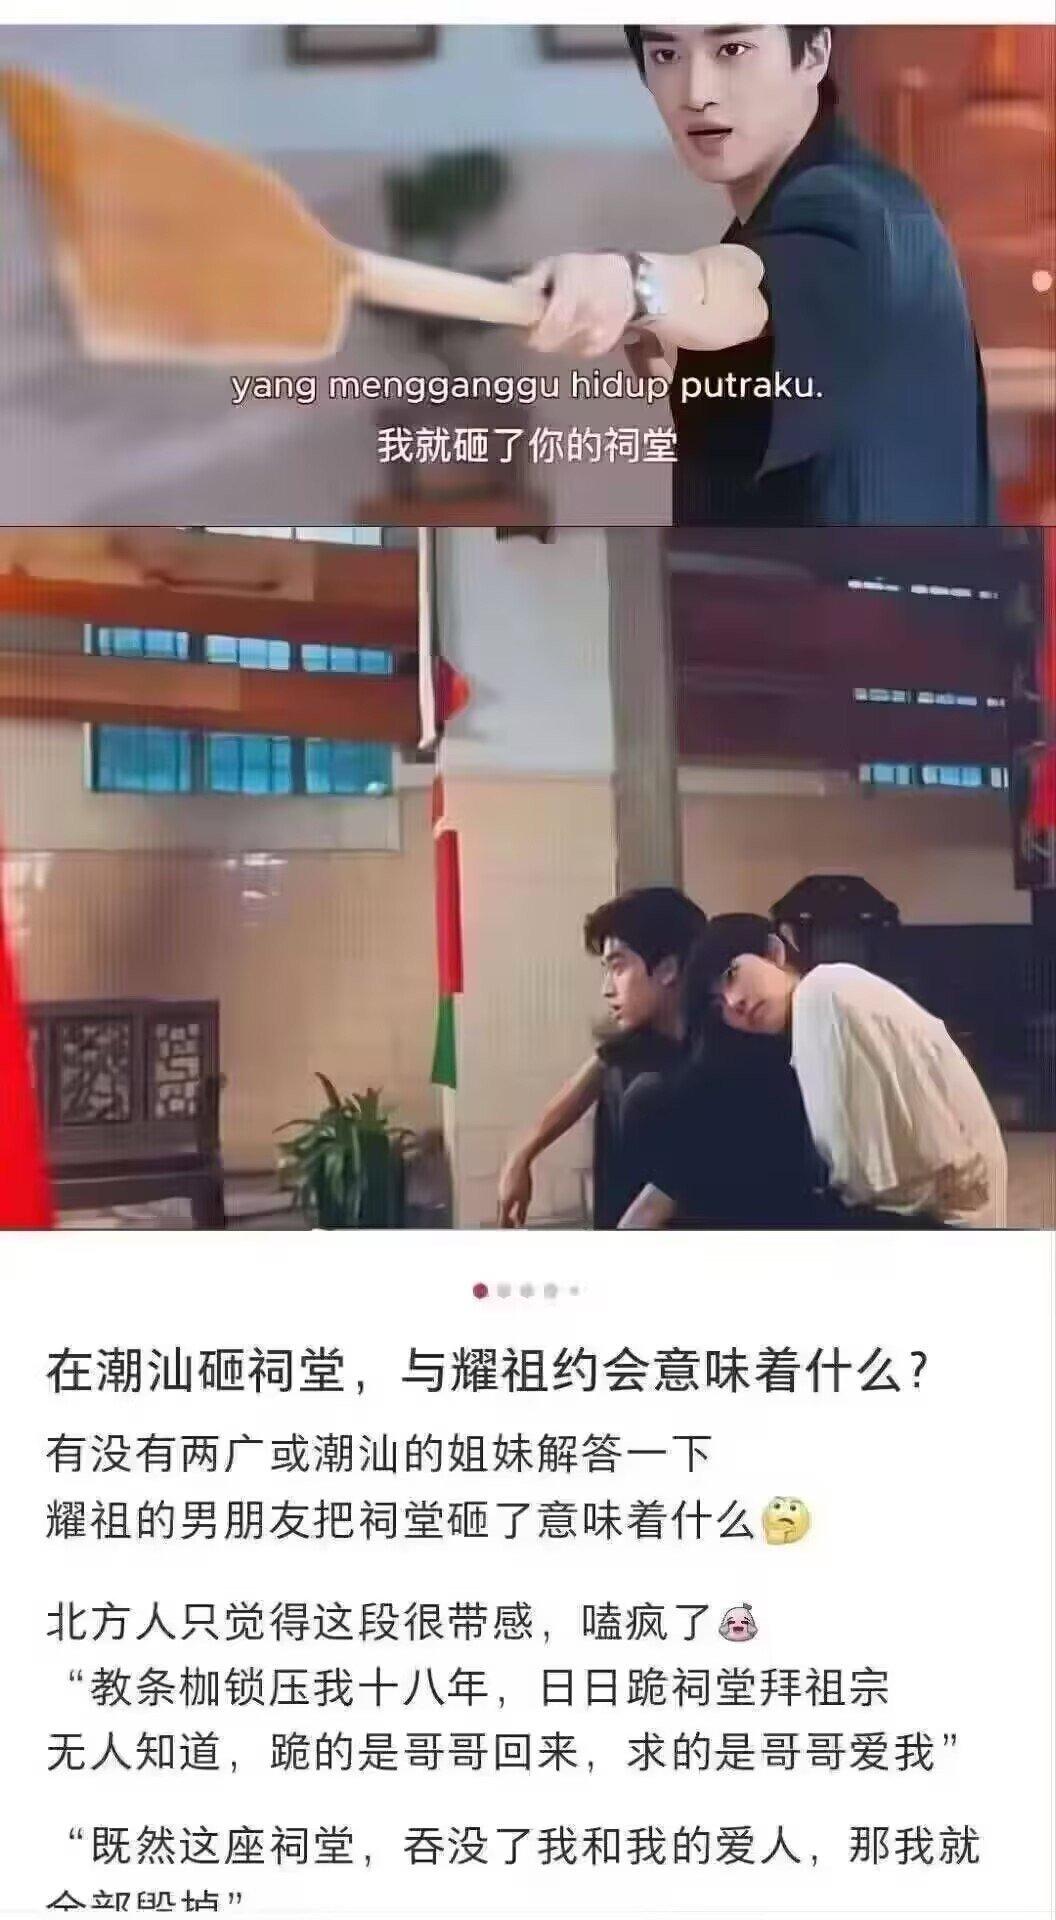 yang mengganggu hidup putraku.
我就砸了你的祠堂
在潮汕砸祠堂，与耀祖约会意味着什么?
有没有两广或潮汕的姐妹解答一下
耀祖的男朋友把祠堂砸了意味着什么🤔
北方人只觉得这段很带感，嗑疯了
“教条枷锁压我十八年，日日跪祠堂拜祖宗
无人知道，跪的是哥哥回来，求的是哥哥爱我”
“既然这座祠堂，吞没了我和我的爱人，那我就
全部毁掉”